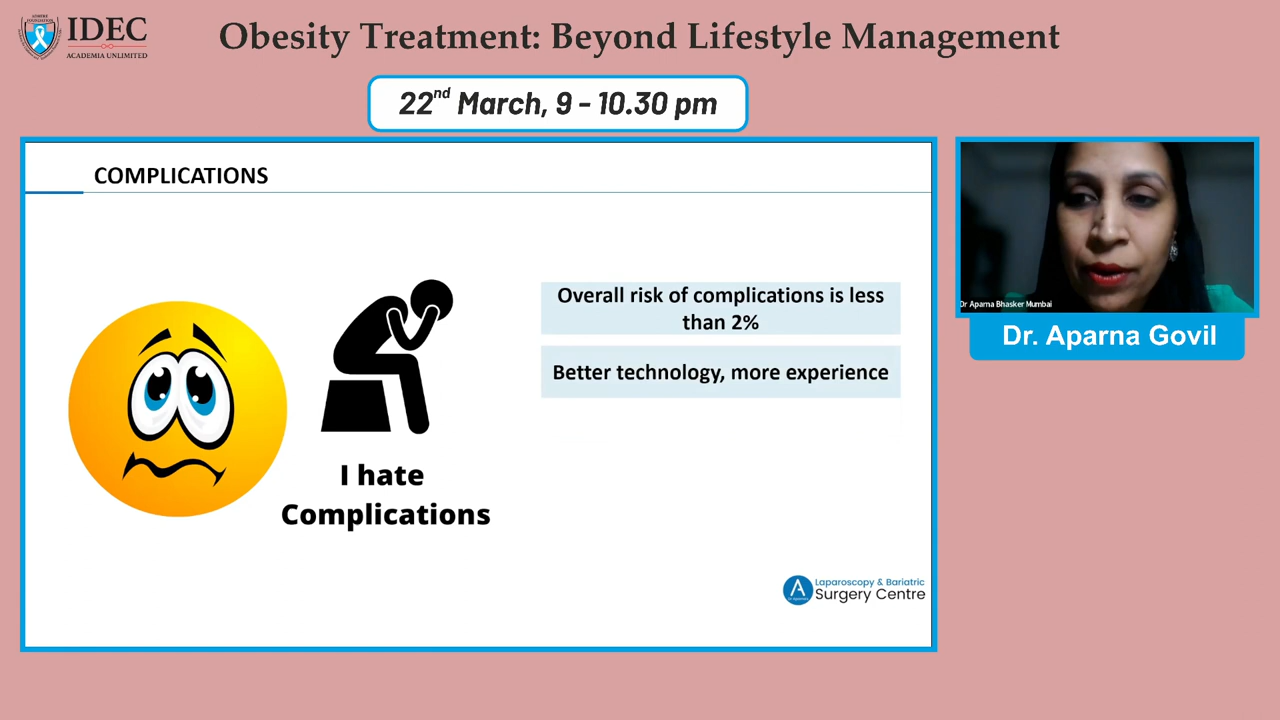 IDEC
ACADEMIA UNLIMITED
Obesity Treatment: Beyond Lifestyle Management
22nd March, 9 - 10.30 pm
COMPLICATIONS
Overall risk of complications is less
than 2%
Better technology, more experience
I hate
Complications
A
Laparoscopy & Bariatric
Surgery Centre
Dr Aparna Bhasker Mumbai
Dr. Aparna Govil